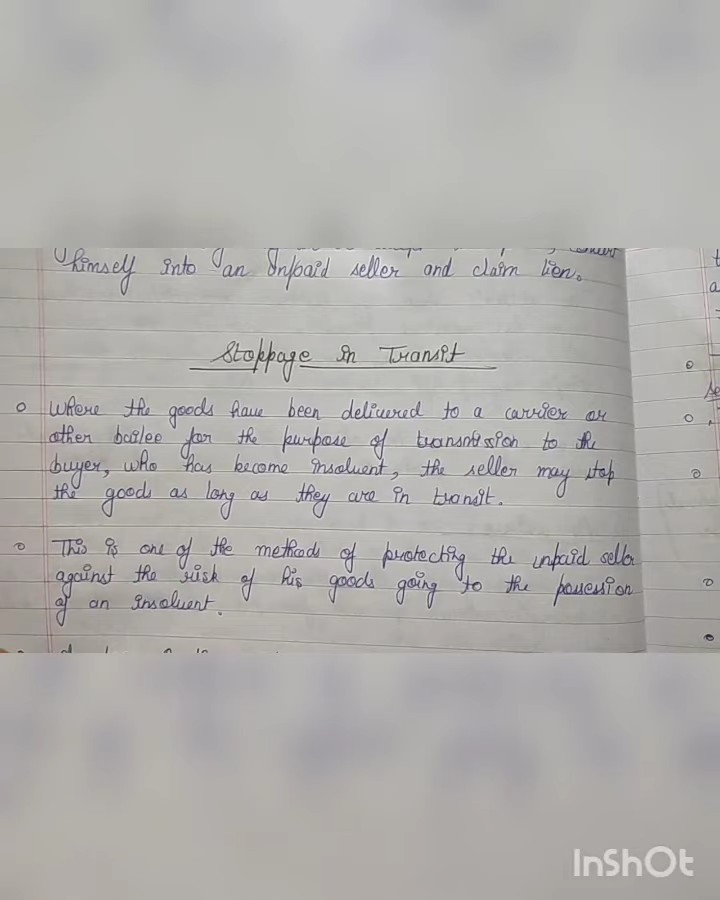 himself into an Unpaid seller and claim lien.
Stoppage in Transit
Where the goods have been delivered to a carrier or
other bailee for the purpose of transmission to the
buyer, who has become insolvent, the seller may stop
the goods as long as they are in transit.
This is one of the methods of protecting the unpaid seller
against the risk of his goods going to the possession
of an insolvent.
InShOt